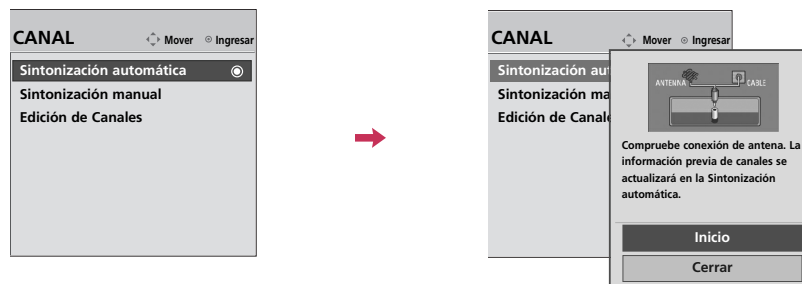 CANAL
Mover Ingresar
Sintonización automática
Sintonización manual
Edición de Canales
CANAL
Mover Ingresar
Sintonización au
Sintonización ma
Edición de Canale
ANTENNA CABLE
Compruebe conexión de antena. La
información previa de canales se
actualizará en la Sintonización
automática.
Inicio
Cerrar